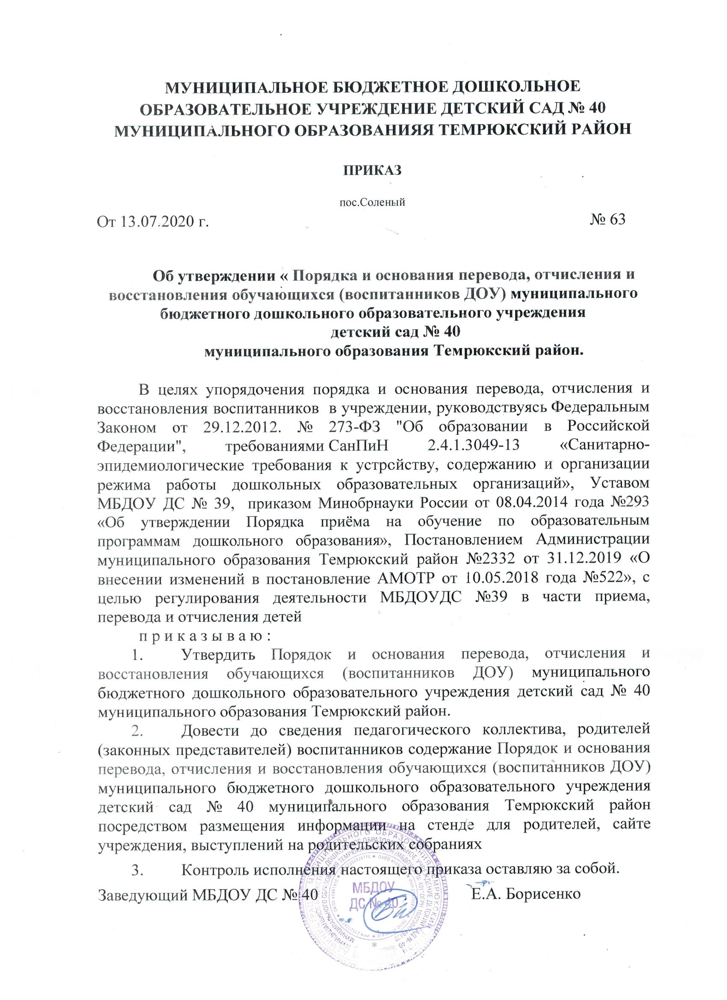 МУНИЦИПАЛЬНОЕ БЮДЖЕТНОЕ ДОШКОЛЬНОЕ
ОБРАЗОВАТЕЛЬНОЕ УЧРЕЖДЕНИЕ ДЕТСКИЙ САД № 40
МУНИЦИПАЛЬНОГО ОБРАЗОВАНИЯЯ ТЕМРЮКСКИЙ РАЙОН
ПРИКАЗ
пос.Соленый
От 13.07.2020 г. № 63
Об утверждении « Порядка и основания перевода, отчисления и
восстановления обучающихся (воспитанников ДОУ) муниципального
бюджетного дошкольного образовательного учреждения
детский сад № 40
муниципального образования Темрюкский район.
В целях упорядочения порядка и основания перевода, отчисления и
восстановления воспитанников в учреждении, руководствуясь Федеральным
Законом от 29.12.2012. № 273-ФЗ "Об образовании в Российской
Федерации", требованиями СанПиН 2.4.1.3049-13 «Санитарно-
эпидемиологические требования к устройству, содержанию и организации
режима работы дошкольных образовательных организаций», Уставом
МБДОУ ДС № 39, приказом Минобрнауки России от 08.04.2014 года №293
«Об утверждении Порядка приёма на обучение по образовательным
программам дошкольного образования», Постановлением Администрации
муниципального образования Темрюкский район №2332 от 31.12.2019 «О
внесении изменений в постановление АМОТР от 10.05.2018 года №522», с
целью регулирования деятельности МБДОУДС №39 в части приема,
перевода и отчисления детей
п р и к а з ы в а ю :
1. Утвердить Порядок и основания перевода, отчисления и
восстановления обучающихся (воспитанников ДОУ) муниципального
бюджетного дошкольного образовательного учреждения детский сад № 40
муниципального образования Темрюкский район.
2. Довести до сведения педагогического коллектива, родителей
(законных представителей) воспитанников содержание Порядок и основания
перевода, отчисления и восстановления обучающихся (воспитанников ДОУ)
муниципального бюджетного дошкольного образовательного учреждения
детский сад № 40 муниципального образования Темрюкский район
посредством размещения информации на стенде для родителей, сайте
учреждения, выступлений на родительских собраниях
3. Контроль исполнения настоящего приказа оставляю за собой.
Заведующий МБДОУ ДС № 40 Е.А. Борисенко
МБДОУ
ДС № 40